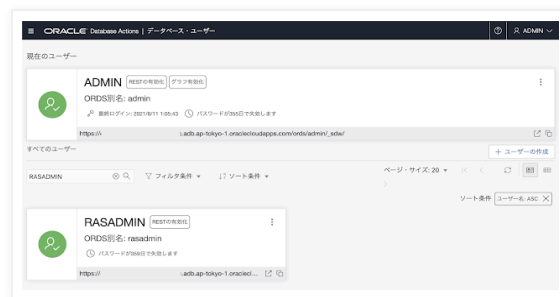 ≡ ORACLE Database Actions | データベース・ユーザー ADMIN
現在のユーザー
ADMIN RESTの有効化 グラフ有効化
ORDS別名: admin
最終ログイン: 2021/8/11 1:05:43 パスワードが355日で失効します
https:// .adb.ap-tokyo-1.oraclecloudapps.com/ords/admin/_sdw/
すべてのユーザー
+ ユーザーの作成
RASADMIN フィルタ条件 ソート条件 ページ・サイズ: 20
ソート条件 ユーザー名: ASC ×
RASADMIN RESTの有効化
ORDS別名: rasadmin
パスワードが359日で失効します
https:// .adb.ap-tokyo-1.oraclecl...